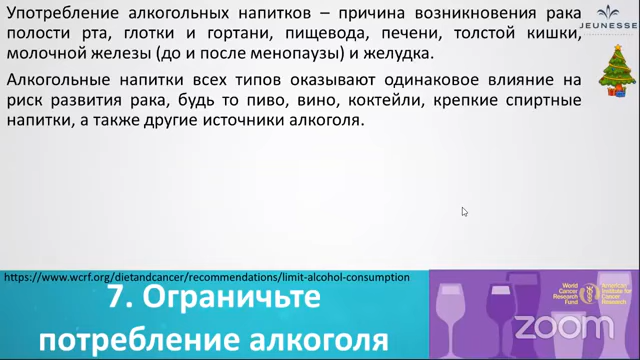 Употребление алкогольных напитков – причина возникновения рака
полости рта, глотки и гортани, пищевода, печени, толстой кишки,
молочной железы (до и после менопаузы) и желудка.
Алкогольные напитки всех типов оказывают одинаковое влияние на
риск развития рака, будь то пиво, вино, коктейли, крепкие спиртные
напитки, а также другие источники алкоголя.
JEUNESSE
https://www.wcrf.org/dietandcancer/recommendations/limit-alcohol-consumption
7. Ограничьте
потребление алкоголя
World
Cancer
Research
Fund
American
Institute for
Cancer
Research
zoom